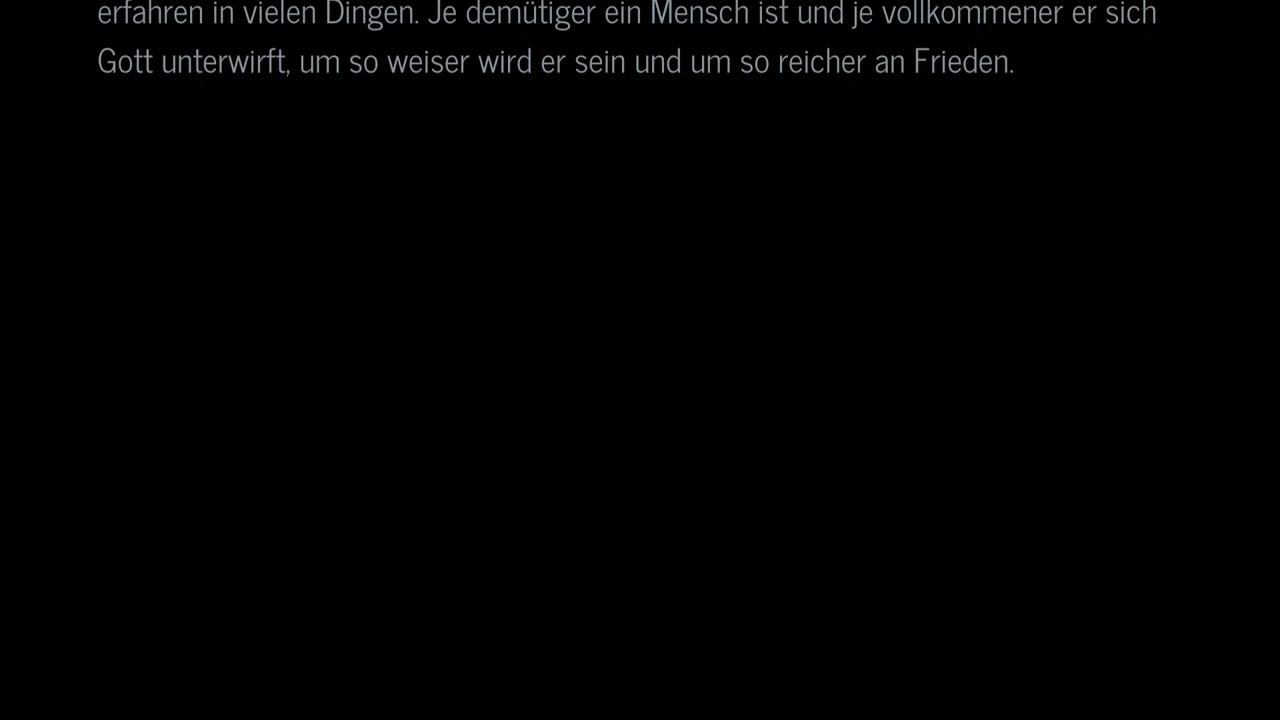 erfahren in vielen Dingen. Je demütiger ein Mensch ist und je vollkommener er sich
Gott unterwirft, um so weiser wird er sein und um so reicher an Frieden.